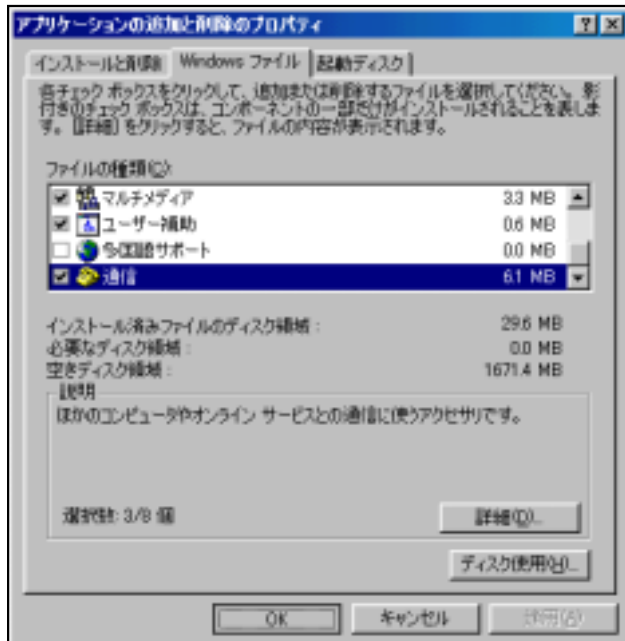 アプリケーションの追加と削除のプロパティ
インストールと削除 Windows ファイル 起動ディスク
各チェック ボックスをクリックして、追加または削除するファイルを選択してください。影
付きのチェック ボックスは、コンポーネントの一部だけがインストールされることを表しま
す。[詳細] をクリックすると、ファイルの内容が表示されます。
ファイルの種類(C):
マルチメディア 3.3 MB
ユーザー補助 0.6 MB
多国語サポート 0.0 MB
通信 6.1 MB
インストール済みファイルのディスク領域 : 29.6 MB
必要なディスク領域 : 0.0 MB
空きディスク領域 : 1671.4 MB
説明
ほかのコンピュータやオンライン サービスとの通信に使うアクセサリです。
選択数: 3/8 個 詳細(D)...
ディスク使用(H)...
OK キャンセル 適用(A)